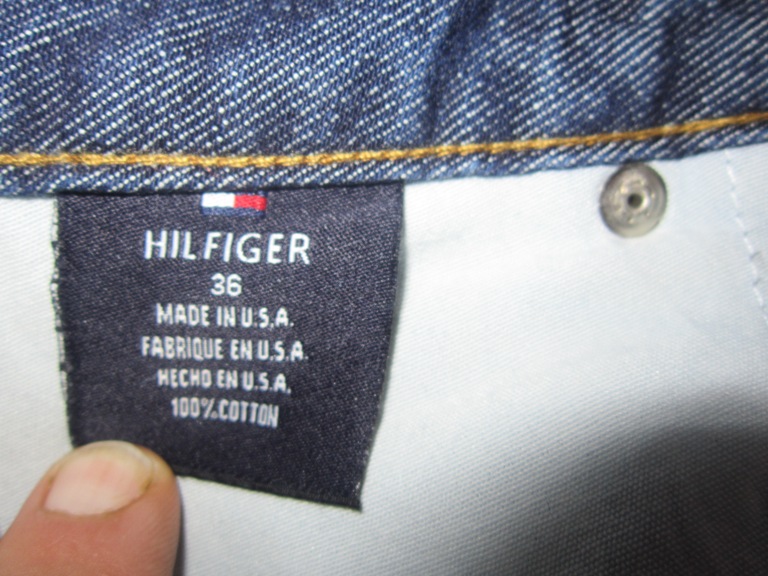 HILFIGER
36
MADE IN U.S.A.
FABRIQUE EN U.S.A.
HECHO EN U.S.A.
100% COTTON